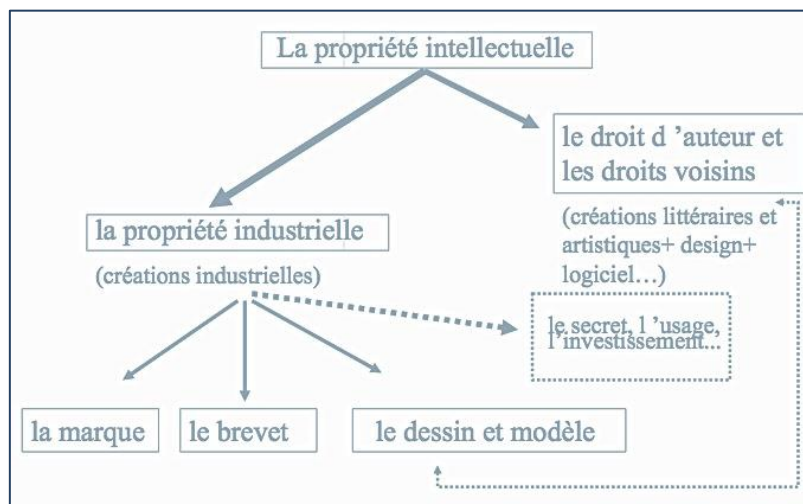 La propriété intellectuelle
le droit d ’auteur et
les droits voisins
(créations littéraires et
artistiques+ design+
logiciel…)
la propriété industrielle
(créations industrielles)
le secret, l ’usage,
l’investissement...
la marque
le brevet
le dessin et modèle